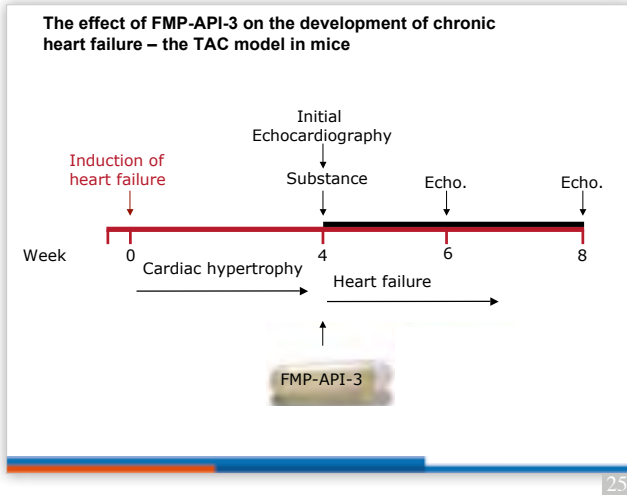 The effect of FMP-API-3 on the development of chronic
heart failure – the TAC model in mice
Initial
Echocardiography
Induction of
heart failure
Substance
Echo.
Echo.
Week
0
4
6
8
Cardiac hypertrophy
Heart failure
FMP-API-3
25